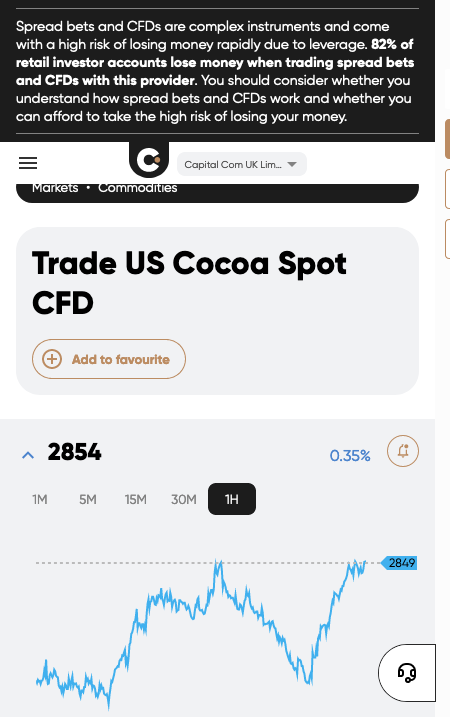 Spread bets and CFDs are complex instruments and come
with a high risk of losing money rapidly due to leverage. 82% of
retail investor accounts lose money when trading spread bets
and CFDs with this provider. You should consider whether you
understand how spread bets and CFDs work and whether you
can afford to take the high risk of losing your money.
Capital Com UK Lim...
Markets • Commodities
Trade US Cocoa Spot
CFD
Add to favourite
2854 0.35%
1M 5M 15M 30M 1H
2849